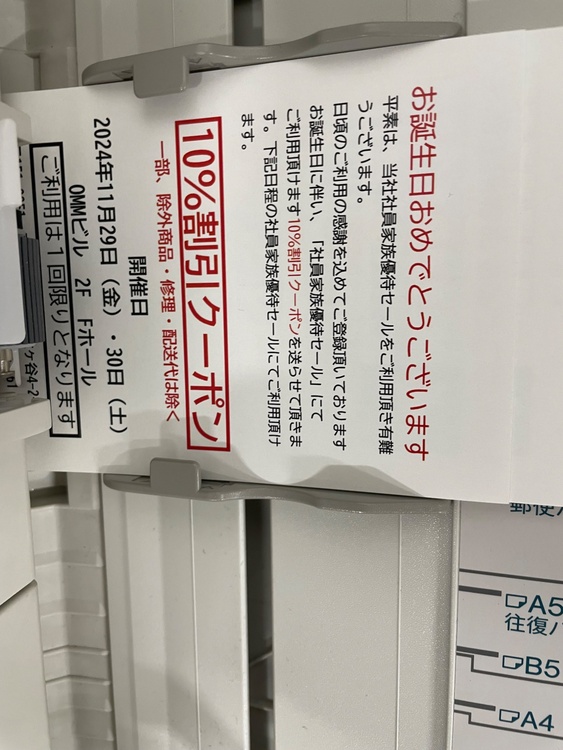 お誕生日おめでとうございます
平素は、当社社員家族優待セールをご利用頂き有難
うございます。
日頃のご利用の感謝を込めてご登録頂いております
お誕生日に伴い、「社員家族優待セール」にて
ご利用頂けます10%割引クーポンを送らせて頂きま
す。下記日程の社員家族優待セールにてご利用頂け
ます。
10%割引クーポン
一部、除外商品・修理・配送代は除く
開催日
2024年11月29日（金）・30日（土）
OMMビル 2F Fホール
ご利用は１回限りとなります
ケ谷4-2
郵便ハ
A5
往復ハ
B5
A4